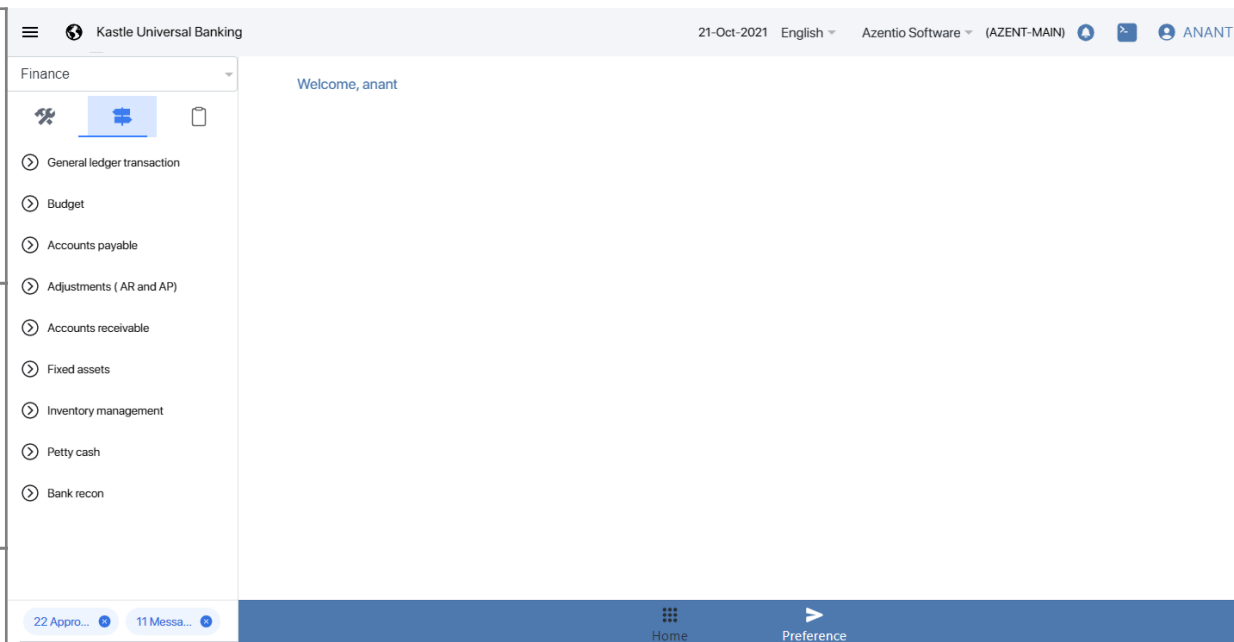 Kastle Universal Banking
21-Oct-2021 English Azentio Software (AZENT-MAIN) ANANT
Finance
Welcome, anant
General ledger transaction
Budget
Accounts payable
Adjustments ( AR and AP)
Accounts receivable
Fixed assets
Inventory management
Petty cash
Bank recon
22 Appro... 11 Messa...
Home Preference